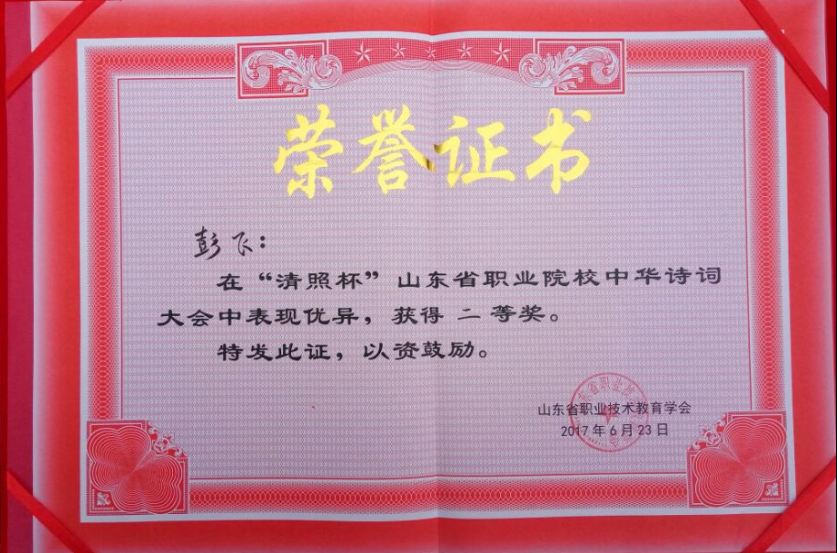 荣誉证书
彭飞：
在“清照杯”山东省职业院校中华诗词
大会中表现优异，获得 二 等奖。
特发此证，以资鼓励。
山东省职业技术教育学会
2017年6月23日